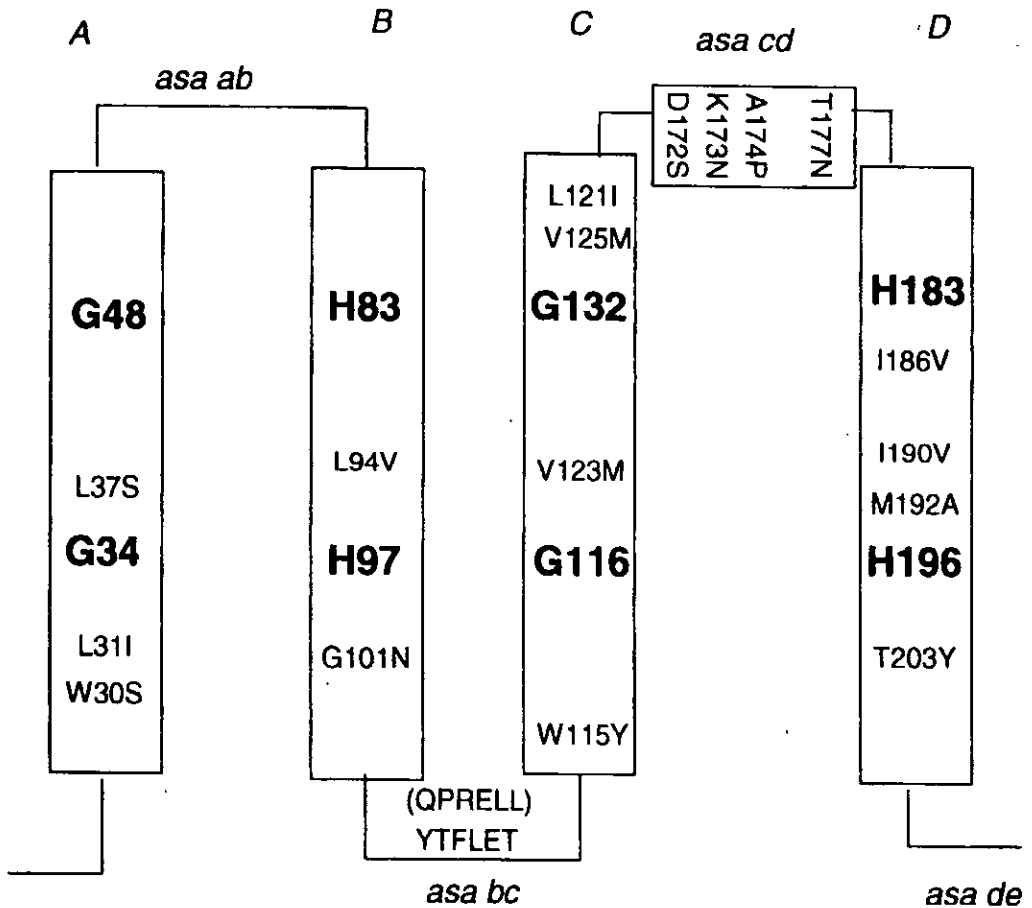 A
B
C
D
asa ab
asa cd
D172S
K173N
A174P
T177N
G48
L37S
G34
L31I
W30S
H83
L94V
H97
G101N
L121I
V125M
G132
V123M
G116
W115Y
H183
I186V
I190V
M192A
H196
T203Y
(QPRELL)
YTFLET
asa bc
asa de